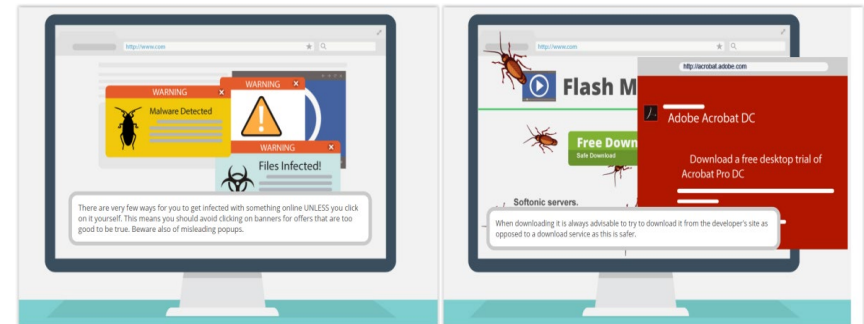 http://www.com
WARNING
Malware Detected
WARNING
WARNING
Files Infected!
There are very few ways for you to get infected with something online UNLESS you click
on it yourself. This means you should avoid clicking on banners for offers that are too
good to be true. Beware also of misleading popups.
http://www.com
Flash M
Free Down
Safe Download
Softonic servers.
http://acrobat.adobe.com
Adobe Acrobat DC
Download a free desktop trial of
Acrobat Pro DC
When downloading it is always advisable to try to download it from the developer's site as
opposed to a download service as this is safer.